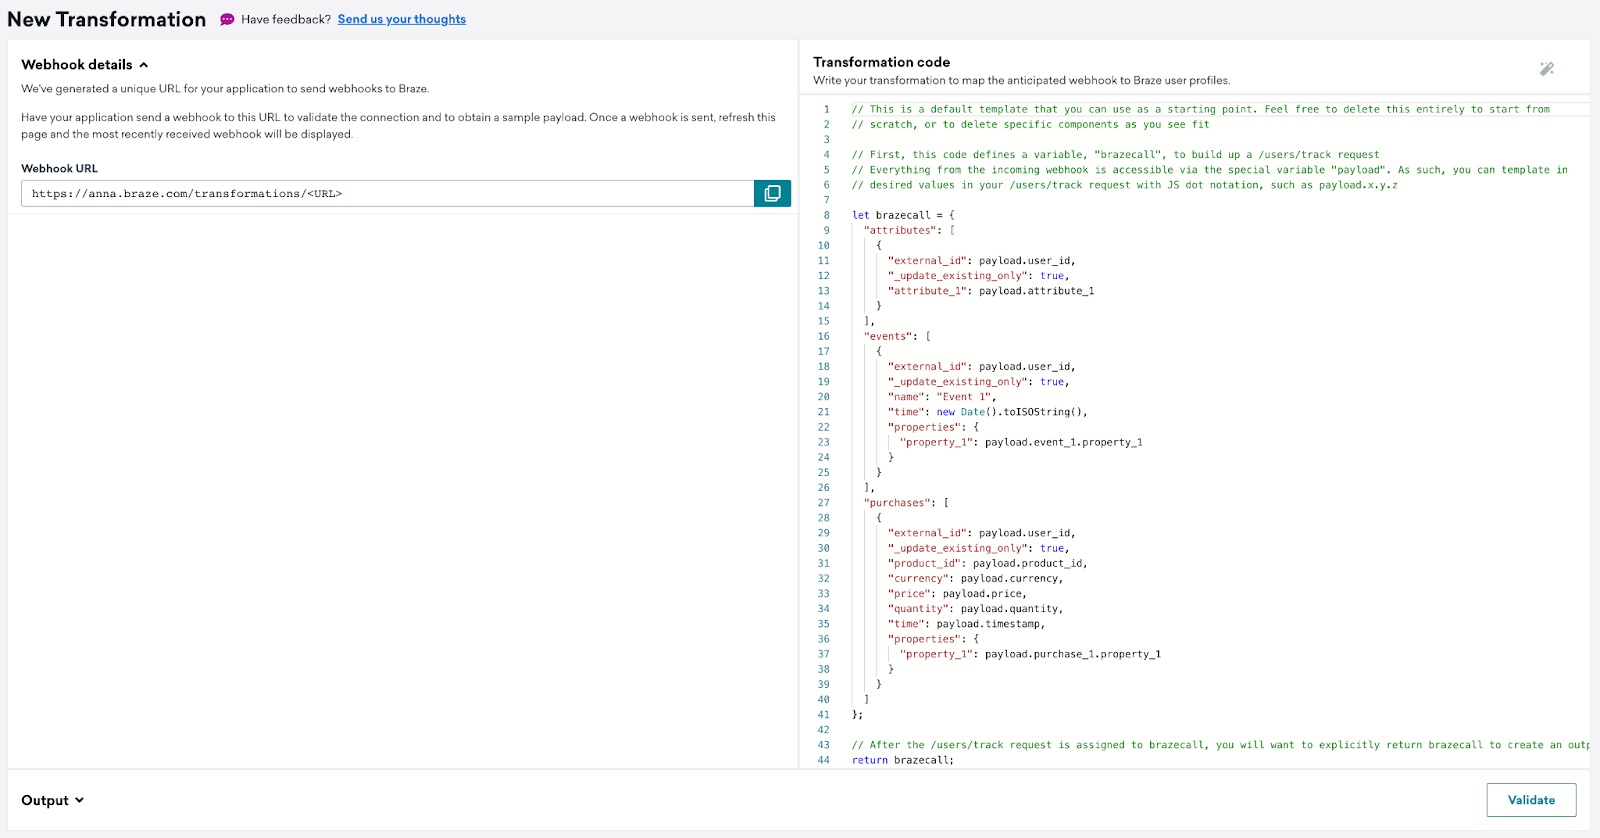 New Transformation
Have feedback? Send us your thoughts
Webhook details
We've generated a unique URL for your application to send webhooks to Braze.
Have your application send a webhook to this URL to validate the connection and to obtain a sample payload. Once a webhook is sent, refresh this
page and the most recently received webhook will be displayed.
Webhook URL
https://anna.braze.com/transformations/<URL>
Transformation code
Write your transformation to map the anticipated webhook to Braze user profiles.
1 // This is a default template that you can use as a starting point. Feel free to delete this entirely to start from
2 // scratch, or to delete specific components as you see fit
3
4 // First, this code defines a variable, "brazecall", to build up a /users/track request
5 // Everything from the incoming webhook is accessible via the special variable "payload". As such, you can template in
6 // desired values in your /users/track request with JS dot notation, such as payload.x.y.z
7
8 let brazecall = {
9 "attributes": [
10 {
11 "external_id": payload.user_id,
12 "_update_existing_only": true,
13 "attribute_1": payload.attribute_1
14 }
15 ],
16 "events": [
17 {
18 "external_id": payload.user_id,
19 "_update_existing_only": true,
20 "name": "Event 1",
21 "time": new Date().toISOString(),
22 "properties": {
23 "property_1": payload.event_1.property_1
24 }
25 }
26 ],
27 "purchases": [
28 {
29 "external_id": payload.user_id,
30 "_update_existing_only": true,
31 "product_id": payload.product_id,
32 "currency": payload.currency,
33 "price": payload.price,
34 "quantity": payload.quantity,
35 "time": payload.timestamp,
36 "properties": {
37 "property_1": payload.purchase_1.property_1
38 }
39 }
40 ]
41 };
42
43 // After the /users/track request is assigned to brazecall, you will want to explicitly return brazecall to create an outp
44 return brazecall;
Output
Validate